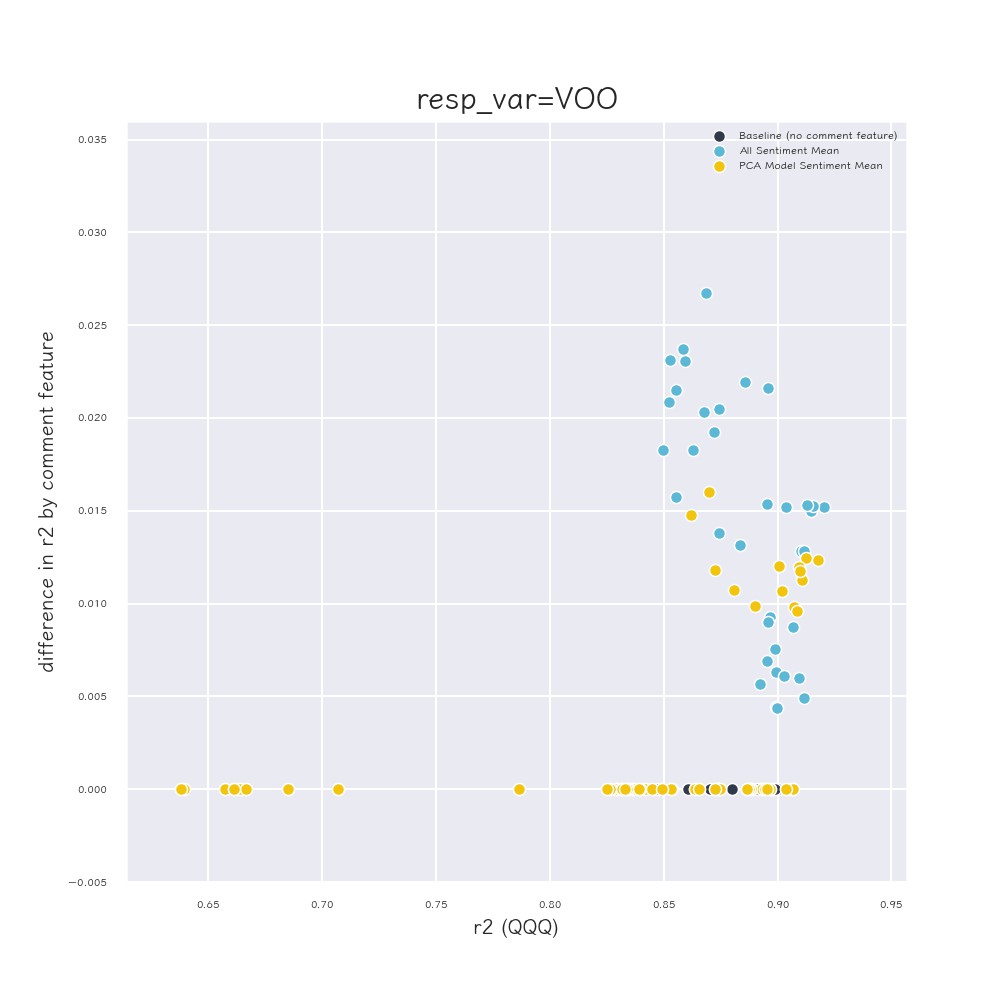 resp_var=VOO
Baseline (no comment feature)
All Sentiment Mean
PCA Model Sentiment Mean
difference in r2 by comment feature
0.035
0.030
0.025
0.020
0.015
0.010
0.005
0.000
−0.005
0.65 0.70 0.75 0.80 0.85 0.90 0.95
r2 (QQQ)